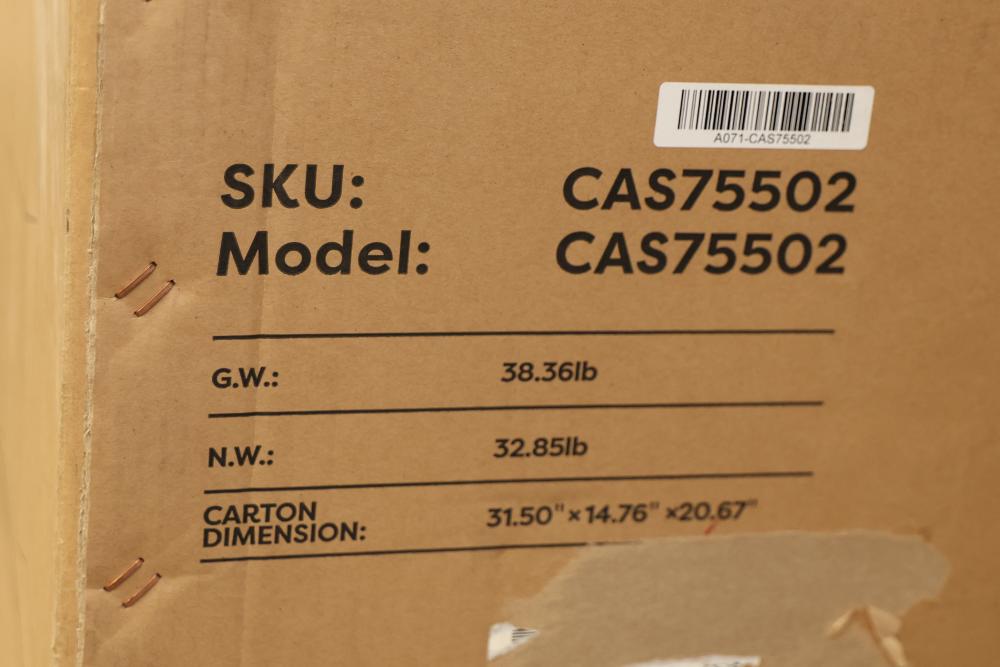 A071-CAS75502
SKU: CAS75502
Model: CAS75502
G.W.: 38.36lb
N.W.: 32.85lb
CARTON
DIMENSION: 31.50"×14.76" ×20.67"